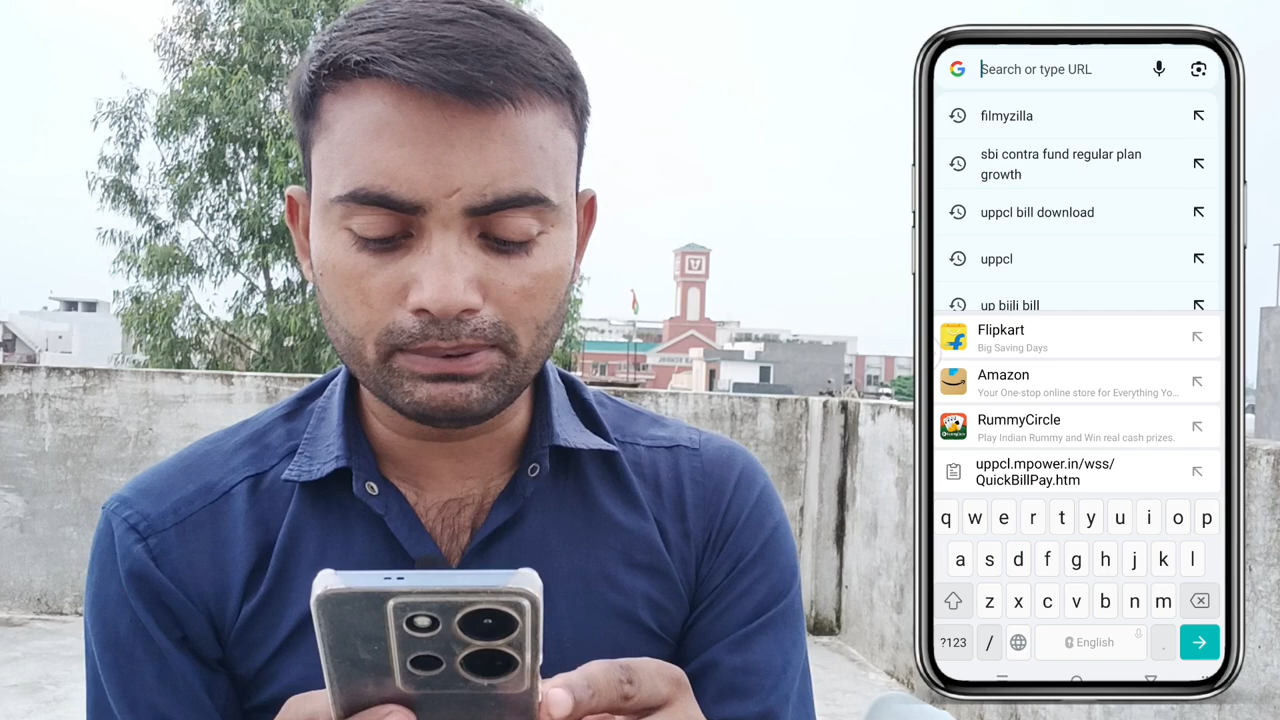 Search or type URL
filmyzilla
sbi contra fund regular plan
growth
uppcl bill download
uppcl
up bijli bill
Flipkart
Big Saving Days
Amazon
Your One-stop online store for Everything Yo...
RummyCircle
Play Indian Rummy and Win real cash prizes.
uppcl.mpower.in/wss/
QuickBillPay.htm
q w e r t y u i o p
a s d f g h j k l
z x c v b n m
?123 / English .